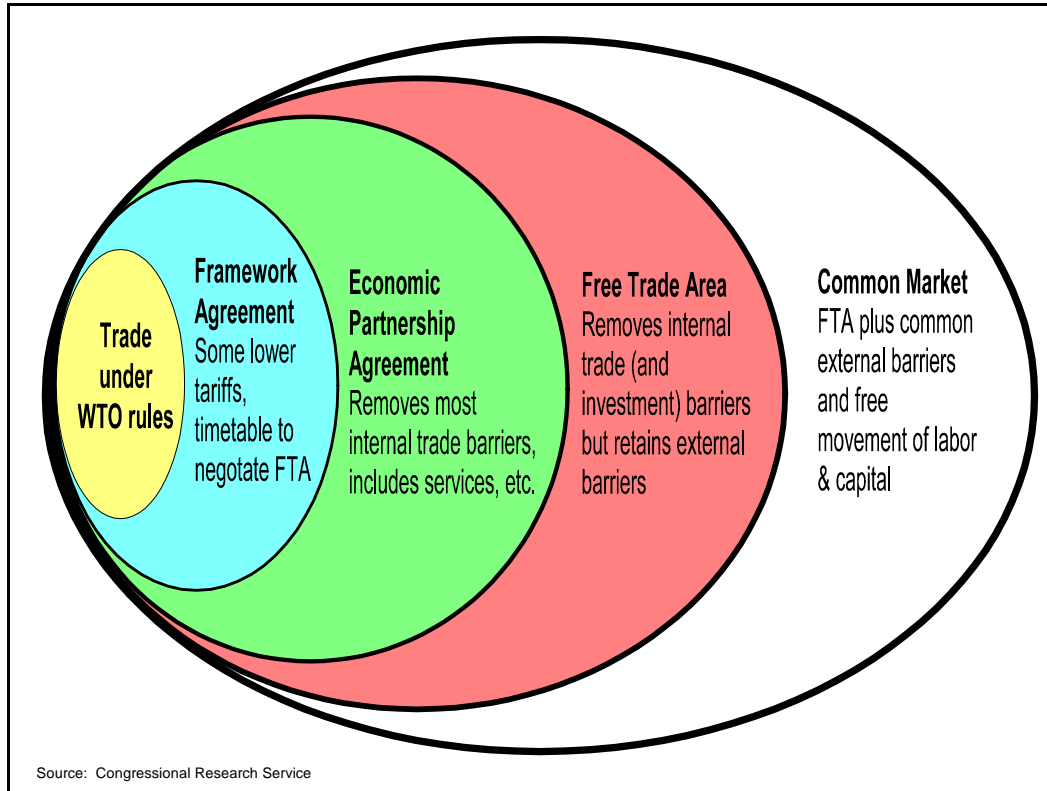 Trade
under
WTO rules
Framework
Agreement
Some lower
tariffs,
timetable to
negotate FTA
Economic
Partnership
Agreement
Removes most
internal trade barriers,
includes services, etc.
Free Trade Area
Removes internal
trade (and
investment) barriers
but retains external
barriers
Common Market
FTA plus common
external barriers
and free
movement of labor
& capital
Source: Congressional Research Service